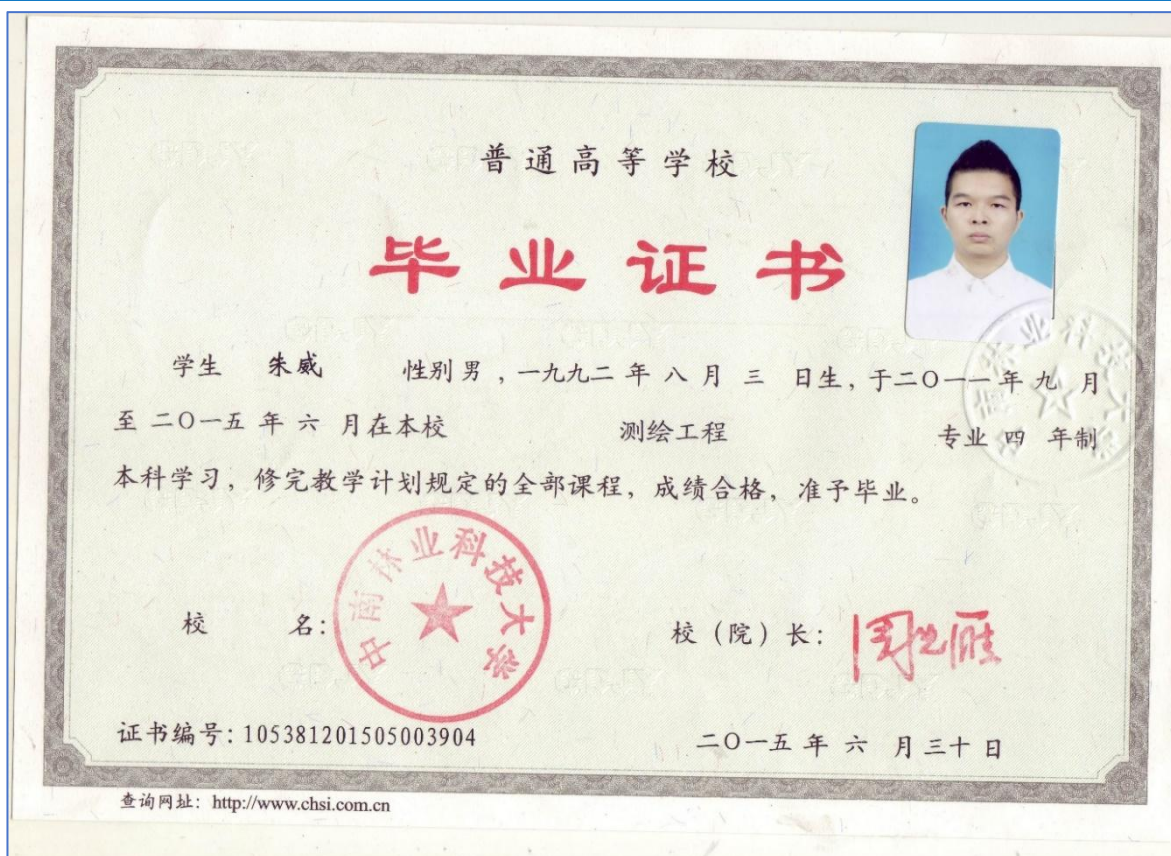 普通高等学校
毕业证书
学生 朱威 性别 男 , 一九九二 年 八 月 三 日生, 于二〇一一 年 九 月
至 二〇一五 年 六 月在本校 测绘工程 专业 四 年制
本科学习, 修完教学计划规定的全部课程, 成绩合格, 准予毕业。
中南林业科技大学
校 名:
校 (院) 长: 周先雁
证书编号: 105381201505003904
二〇一五 年 六 月 三十 日
查询网址: http://www.chsi.com.cn